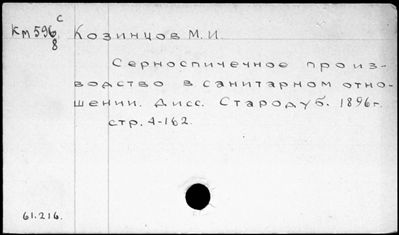 Км 596 с/8 Козинцов М. И.
Серноспичечное произ-
водство в санитарном отно-
шении. Дисс. Стародуб. 1896 г.
стр. 4-162.
61.216.